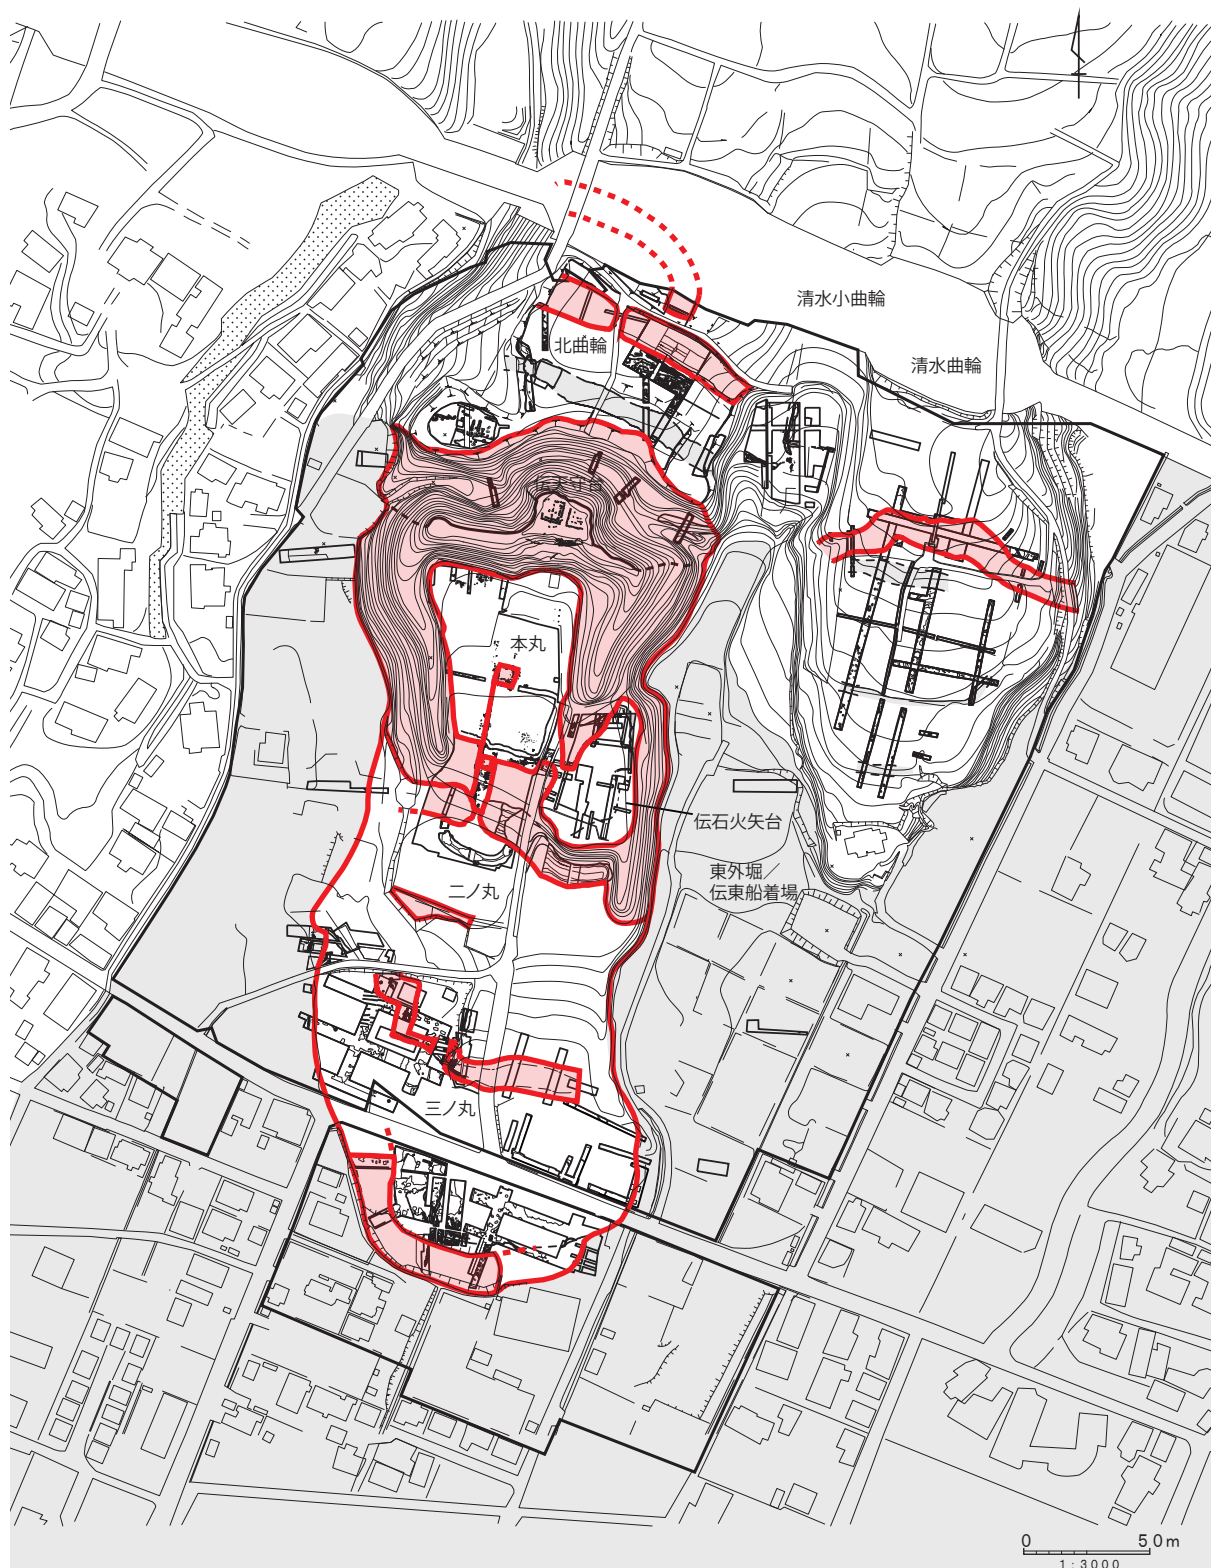 清水小曲輪
北曲輪
清水曲輪
伝天守台
本丸
伝石火矢台
東外堀／
伝東船着場
二ノ丸
三ノ丸
0 50m
1:3000